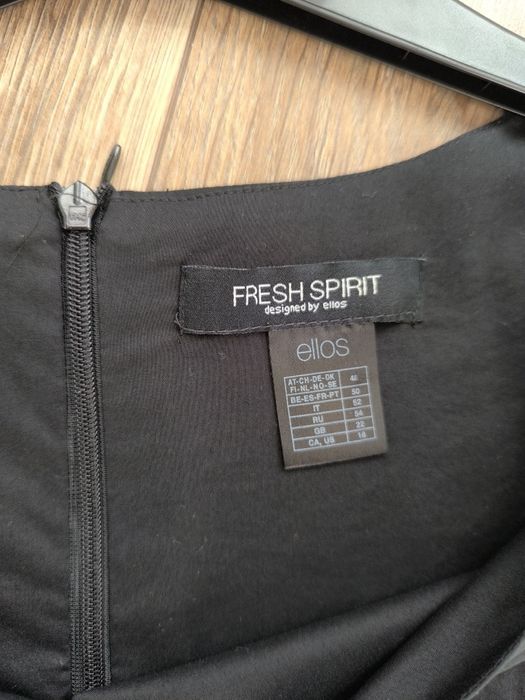 FRESH SPIRIT
designed by ellos
ellos
AT-CH-DE-DK
FI-NL-NO-SE 48
BE-ES-FR-PT 50
IT 52
RU 54
GB 22
CA, US 18